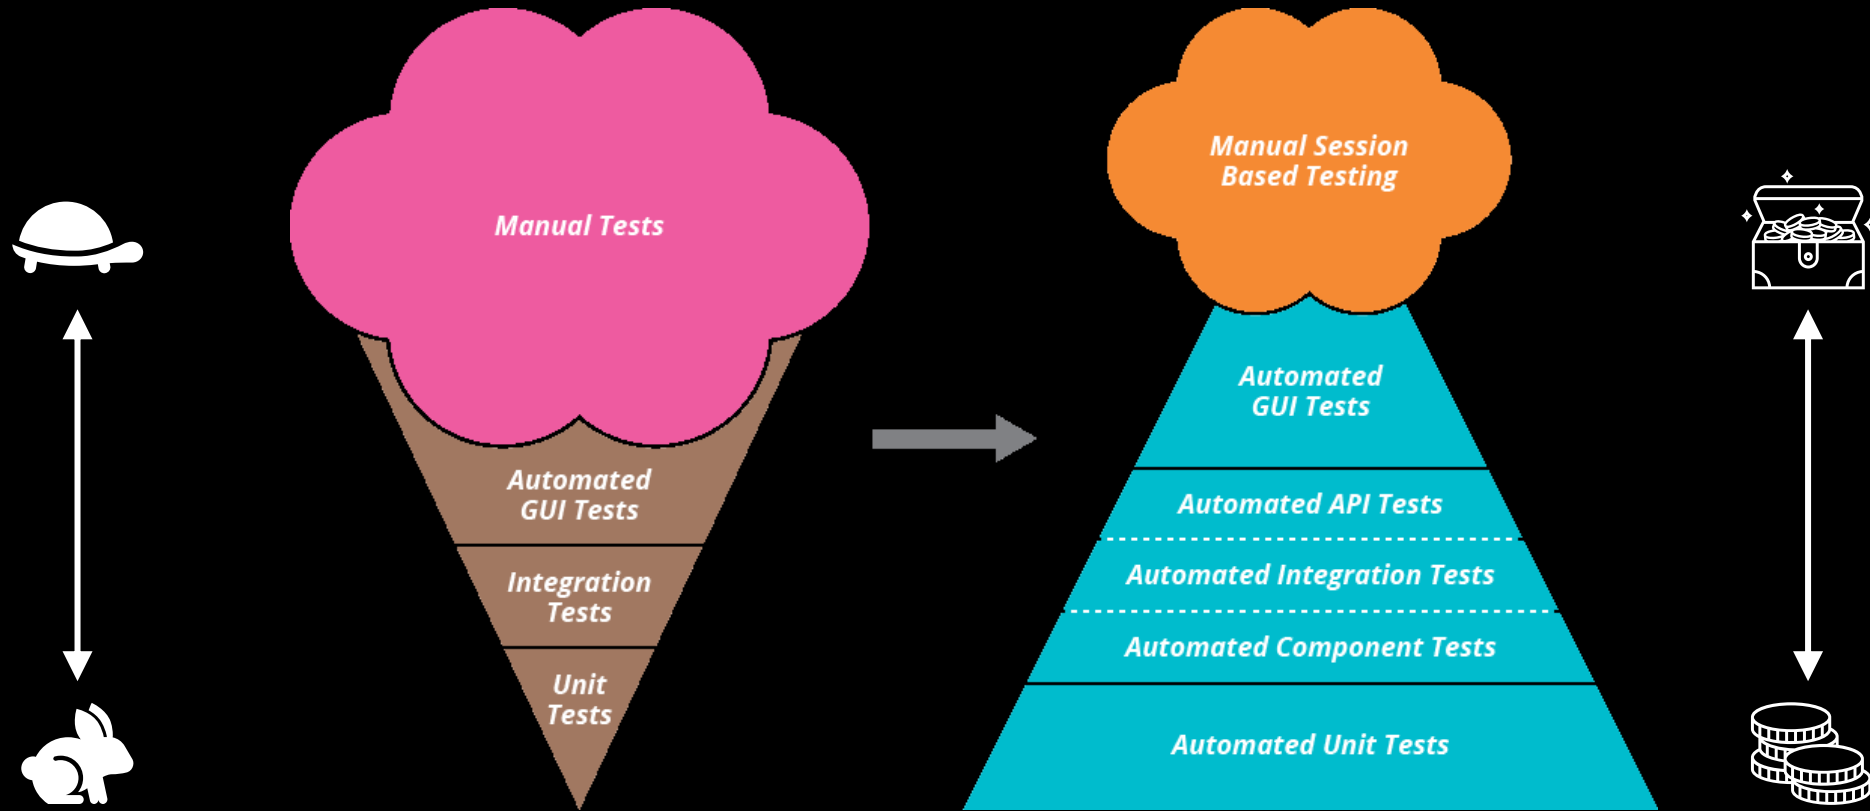 Manual Tests
Automated
GUI Tests
Integration
Tests
Unit
Tests
Manual Session
Based Testing
Automated
GUI Tests
Automated API Tests
Automated Integration Tests
Automated Component Tests
Automated Unit Tests